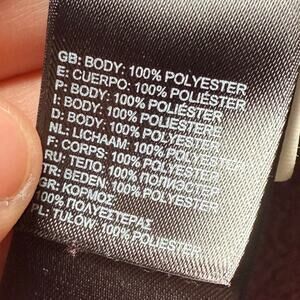 GB: BODY: 100% POLYESTER
E: CUERPO: 100% POLIÉSTER
P: BODY: 100% POLIÉSTER
I: BODY: 100% POLIESTERE
D: BODY: 100% POLYESTER
NL: LICHAAM: 100% POLYESTER
F: CORPS: 100% POLYESTER
RU: ТЕЛО: 100% ПОЛИЭСТЕР
TR: BEDEN: 100% POLYESTER
GR: ΚΟΡΜΟΣ:
100% ΠΟΛΥΕΣΤΕΡΑΣ
PL: TUŁOW: 100% POLIESTER